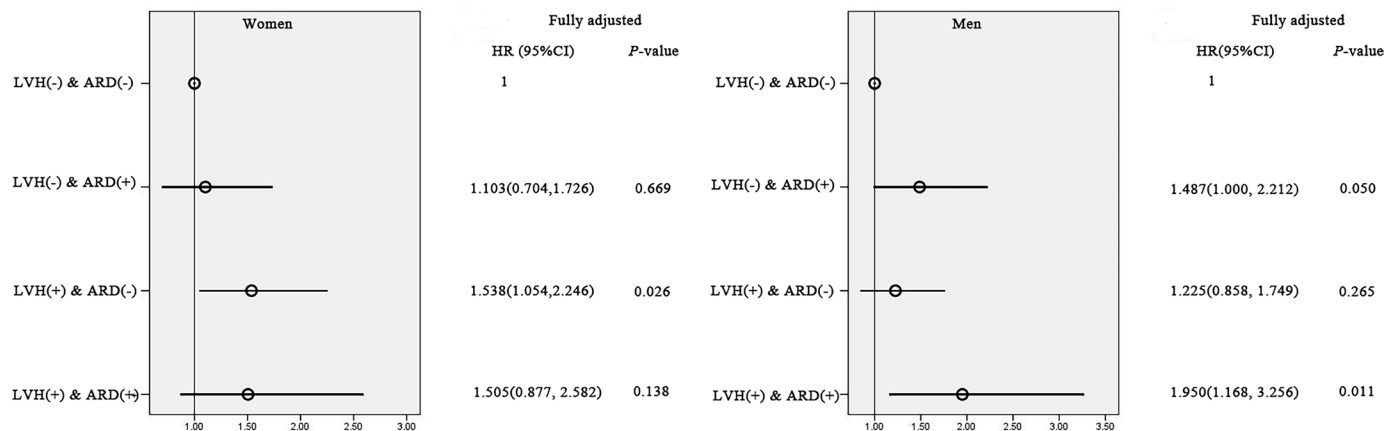 Women Fully adjusted
HR (95%CI) P-value
LVH(-) & ARD(-) 1
LVH(-) & ARD(+) 1.103(0.704,1.726) 0.669
LVH(+) & ARD(-) 1.538(1.054,2.246) 0.026
LVH(+) & ARD(+) 1.505(0.877, 2.582) 0.138
1.00 1.50 2.00 2.50 3.00
Men Fully adjusted
HR(95%CI) P-value
LVH(-) & ARD(-) 1
LVH(-) & ARD(+) 1.487(1.000, 2.212) 0.050
LVH(+) & ARD(-) 1.225(0.858, 1.749) 0.265
LVH(+) & ARD(+) 1.950(1.168, 3.256) 0.011
1.00 1.50 2.00 2.50 3.00 3.50